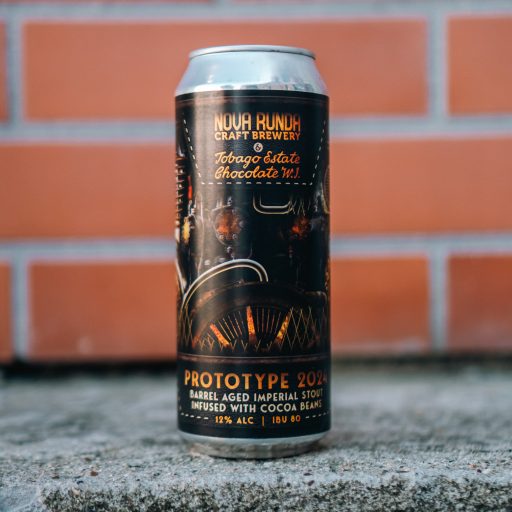 NOVA RUNDA
CRAFT BREWERY
&
Tobago Estate
Chocolate W.I.
PROTOTYPE 2024
BARREL AGED IMPERIAL STOUT
INFUSED WITH COCOA BEANS
12% ALC | IBU 80